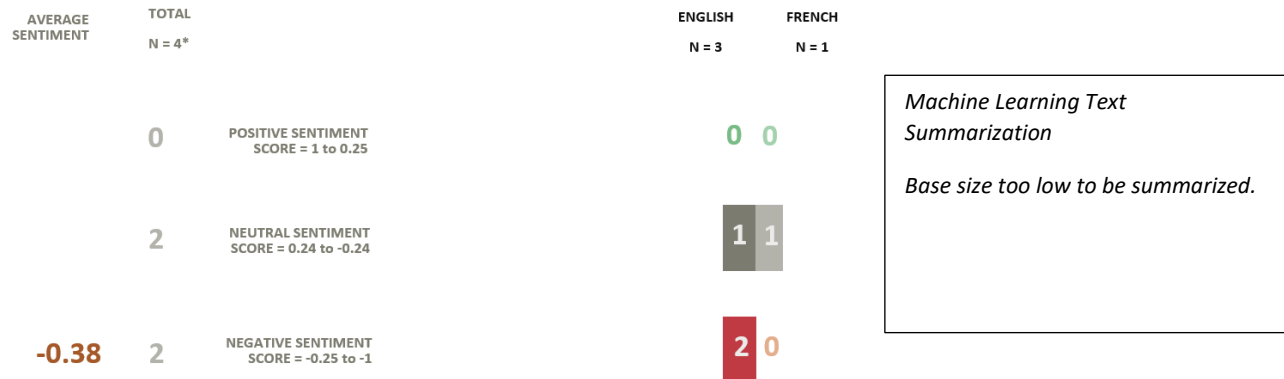 AVERAGE
SENTIMENT
TOTAL
N = 4*
ENGLISH
N = 3
FRENCH
N = 1
0
POSITIVE SENTIMENT
SCORE = 1 to 0.25
0 0
2
NEUTRAL SENTIMENT
SCORE = 0.24 to -0.24
1 1
-0.38
2
NEGATIVE SENTIMENT
SCORE = -0.25 to -1
2 0
Machine Learning Text
Summarization
Base size too low to be summarized.